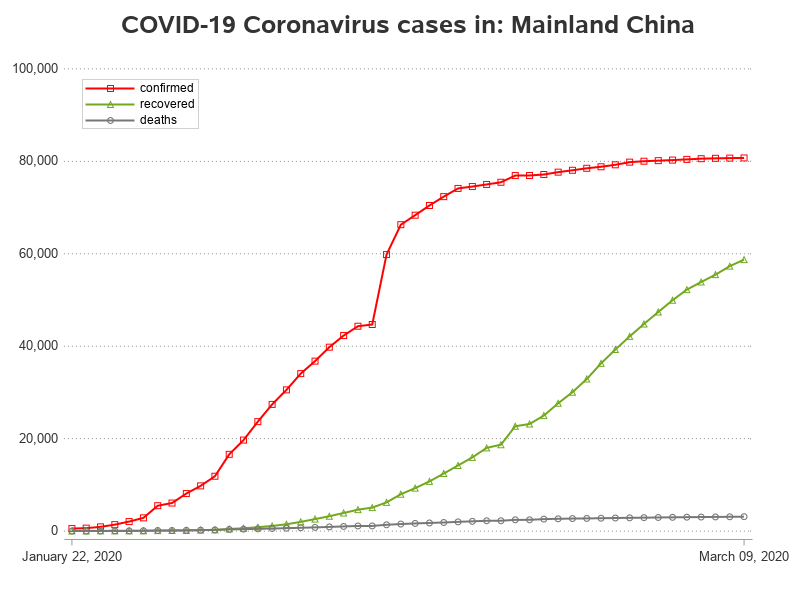 COVID-19 Coronavirus cases in: Mainland China
100,000
confirmed
recovered
deaths
80,000
60,000
40,000
20,000
0
January 22, 2020
March 09, 2020